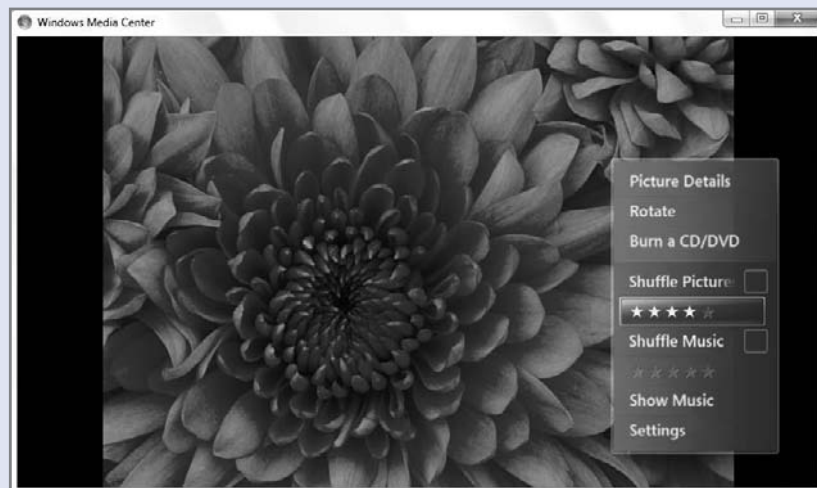 Windows Media Center
Picture Details
Rotate
Burn a CD/DVD
Shuffle Picture
Shuffle Music
Show Music
Settings